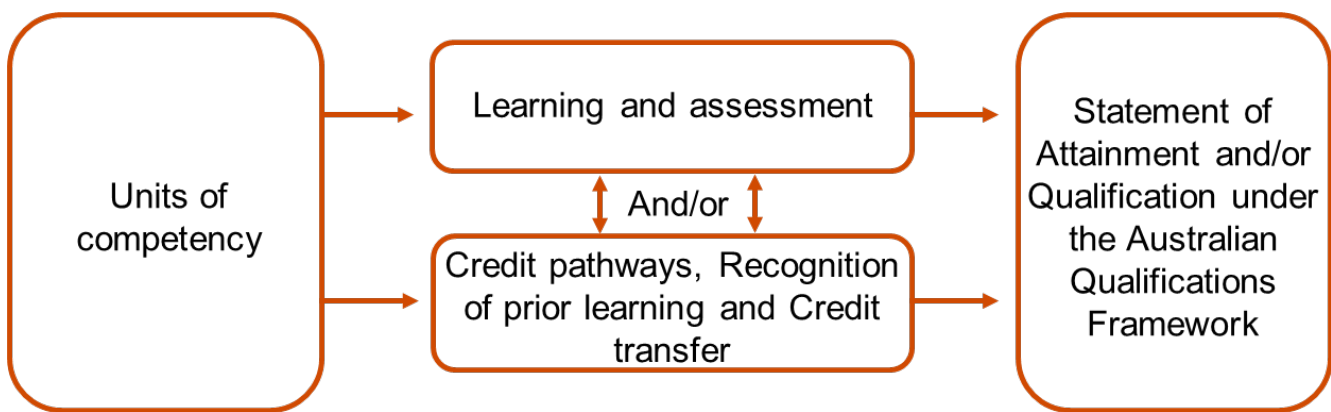 Units of
competency
Learning and assessment
And/or
Credit pathways, Recognition
of prior learning and Credit
transfer
Statement of
Attainment and/or
Qualification under
the Australian
Qualifications
Framework